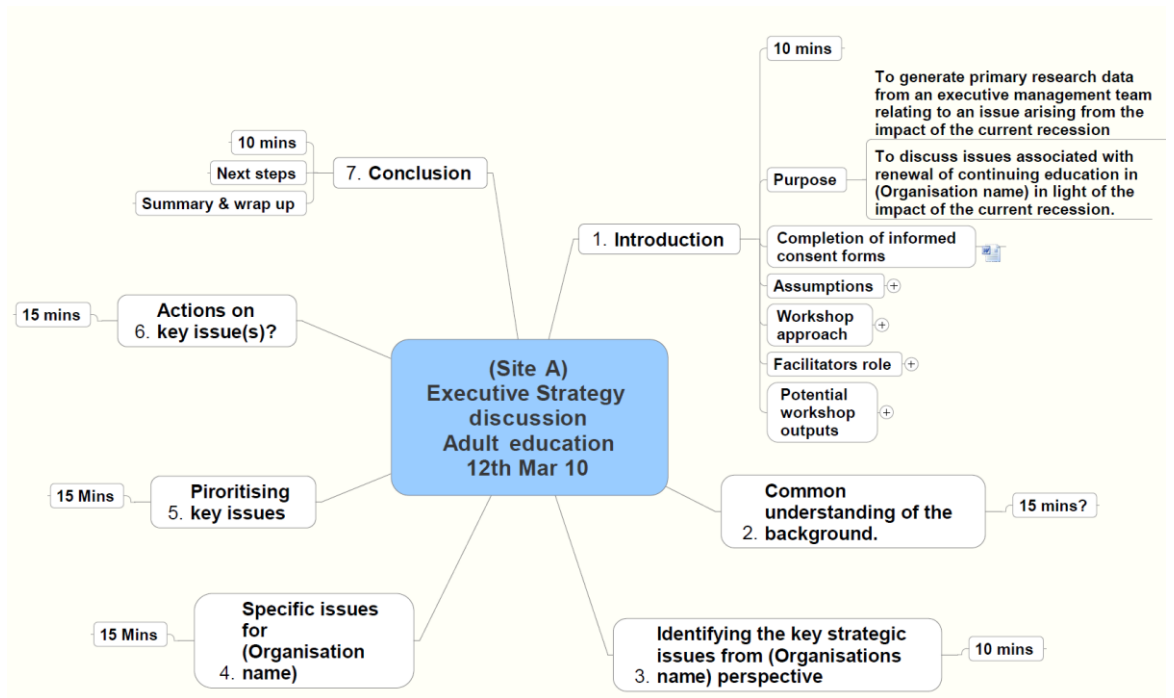 (Site A)
Executive Strategy
discussion
Adult education
12th Mar 10
1. Introduction
10 mins
Purpose
To generate primary research data
from an executive management team
relating to an issue arising from the
impact of the current recession
To discuss issues associated with
renewal of continuing education in
(Organisation name) in light of the
impact of the current recession.
Completion of informed
consent forms
Assumptions
Workshop
approach
Facilitators role
Potential
workshop
outputs
Common
understanding of the
2. background.
15 mins?
Identifying the key strategic
issues from (Organisations
3. name) perspective
10 mins
Specific issues
for
(Organisation
4. name)
15 Mins
Piroritising
5. key issues
15 Mins
Actions on
6. key issue(s)?
15 mins
7. Conclusion
10 mins
Next steps
Summary & wrap up